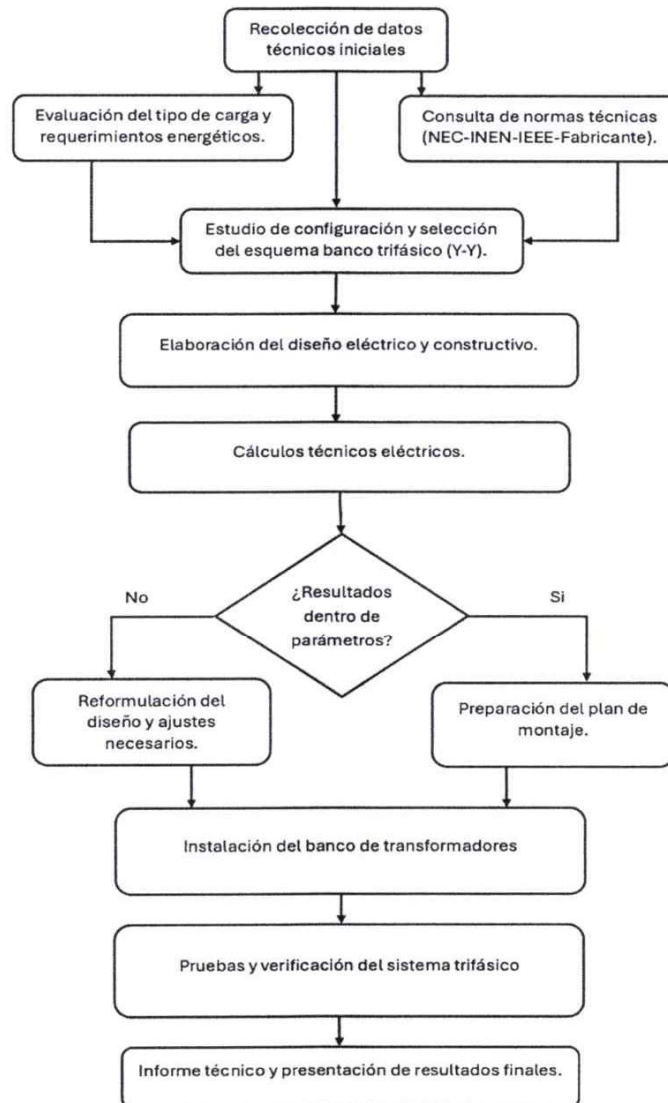 Recolección de datos
técnicos iniciales
Evaluación del tipo de carga y
requerimientos energéticos.
Consulta de normas técnicas
(NEC-INEN-IEEE-Fabricante).
Estudio de configuración y selección
del esquema banco trifásico (Y-Y).
Elaboración del diseño eléctrico y constructivo.
Cálculos técnicos eléctricos.
¿Resultados
dentro de
parámetros?
No
Si
Reformulación del
diseño y ajustes
necesarios.
Preparación del plan de
montaje.
Instalación del banco de transformadores
Pruebas y verificación del sistema trifásico
Informe técnico y presentación de resultados finales.